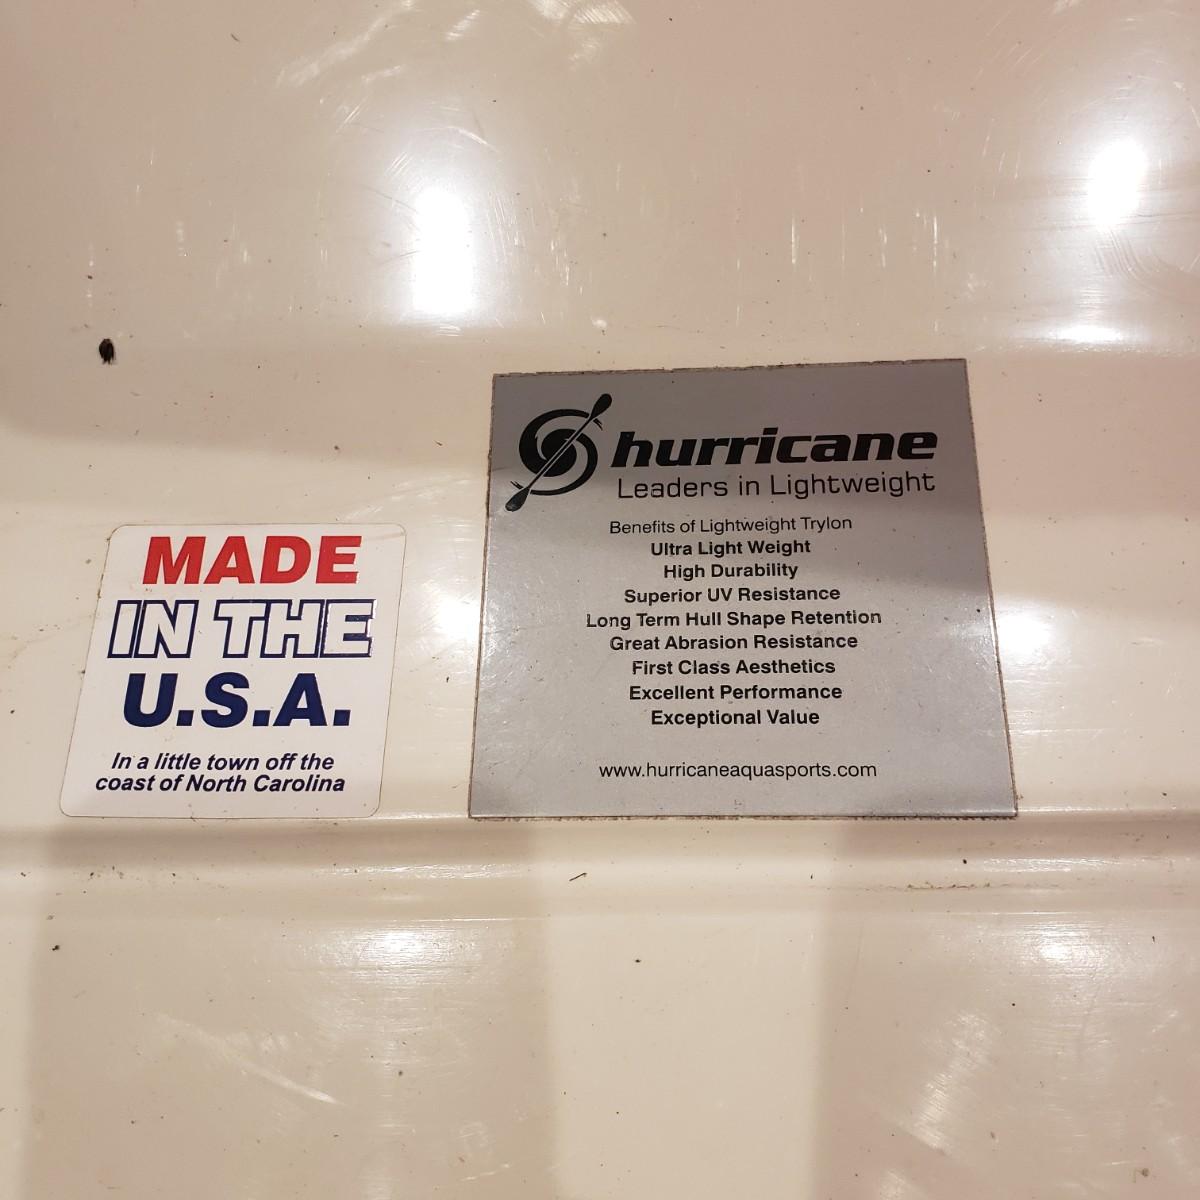 MADE
IN THE
U.S.A.
In a little town off the
coast of North Carolina
hurricane
Leaders in Lightweight
Benefits of Lightweight Trylon
Ultra Light Weight
High Durability
Superior UV Resistance
Long Term Hull Shape Retention
Great Abrasion Resistance
First Class Aesthetics
Excellent Performance
Exceptional Value
www.hurricaneaquasports.com